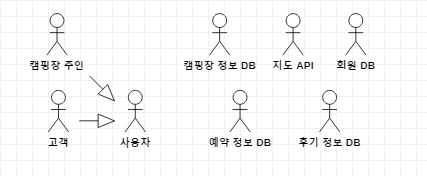 캠핑장 주인
캠핑장 정보 DB
지도 API
회원 DB
고객
사용자
예약 정보 DB
후기 정보 DB